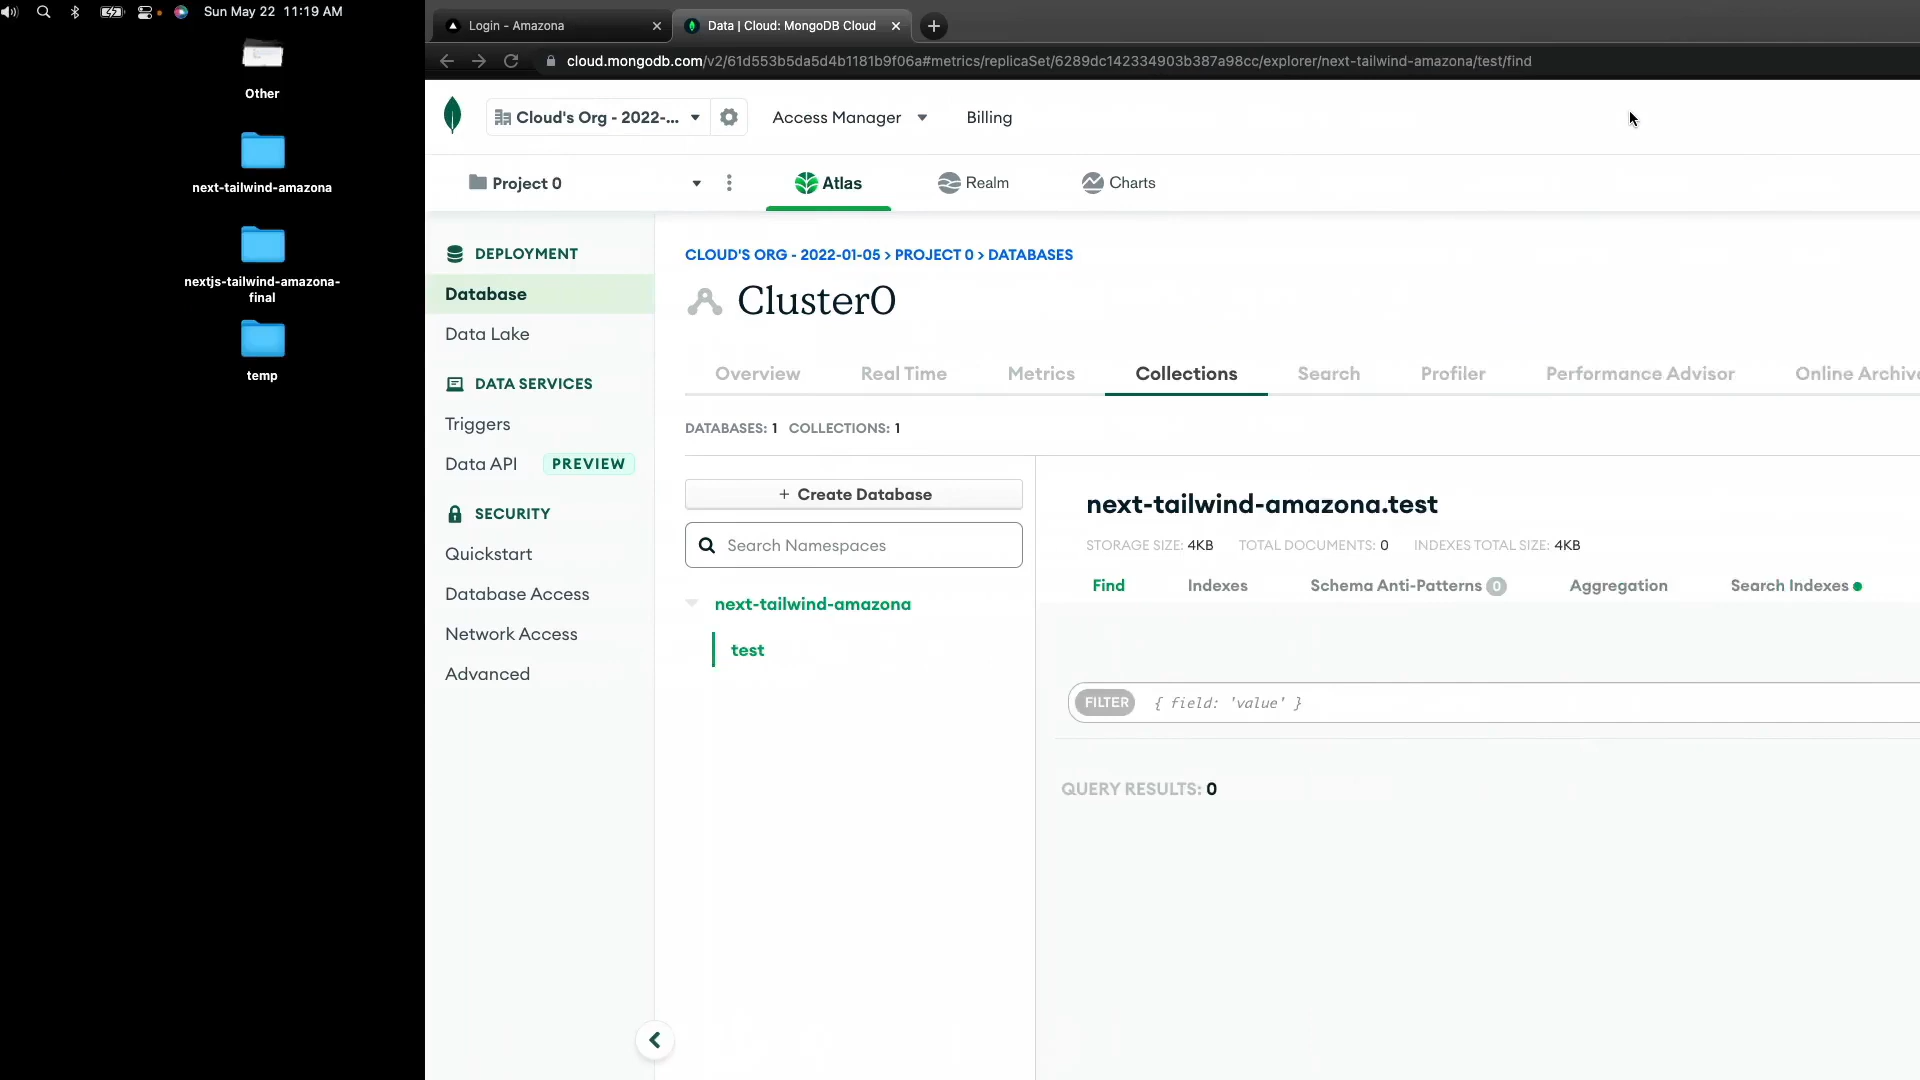 Sun May 22 11:19 AM
Other
next-tailwind-amazona
nextjs-tailwind-amazona-
final
temp
Login - Amazona
Data | Cloud: MongoDB Cloud
cloud.mongodb.com/v2/61d553b5da5d4b1181b9f06a#metrics/replicaSet/6289dc142334903b387a98cc/explorer/next-tailwind-amazona/test/find
Cloud's Org - 2022-...
Access Manager
Billing
Project 0
Atlas
Realm
Charts
DEPLOYMENT
Database
Data Lake
DATA SERVICES
Triggers
Data API PREVIEW
SECURITY
Quickstart
Database Access
Network Access
Advanced
CLOUD'S ORG - 2022-01-05 > PROJECT 0 > DATABASES
Cluster0
Overview Real Time Metrics Collections Search Profiler Performance Advisor Online Archive
DATABASES: 1 COLLECTIONS: 1
+ Create Database
Search Namespaces
next-tailwind-amazona
test
next-tailwind-amazona.test
STORAGE SIZE: 4KB TOTAL DOCUMENTS: 0 INDEXES TOTAL SIZE: 4KB
Find Indexes Schema Anti-Patterns 0 Aggregation Search Indexes
FILTER { field: 'value' }
QUERY RESULTS: 0